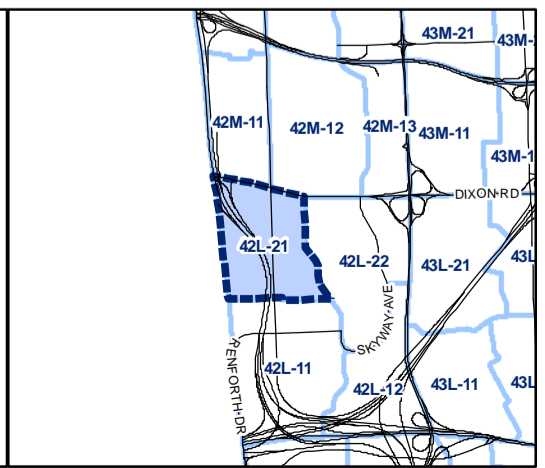 43M-21
43M-
42M-11
42M-12
42M-13
43M-11
43M-1
DIXON RD
42L-21
42L-22
43L-21
43L
SKYWAY AVE
RENFORTH DR
42L-11
42L-12
43L-11
43L